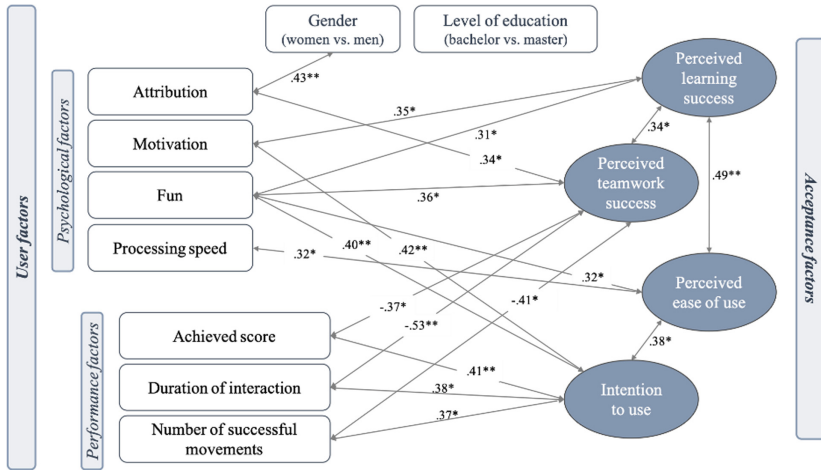 Gender
(women vs. men)
Level of education
(bachelor vs. master)
User factors
Psychological factors
Attribution
Motivation
Fun
Processing speed
Performance factors
Achieved score
Duration of interaction
Number of successful
movements
.43**
.35*
.31*
.34*
.36*
.40**
.42**
.32*
.32*
-.37*
-.53**
-.41*
.41**
.38*
.37*
Perceived
learning
success
.34*
Perceived
teamwork
success
.49**
Perceived
ease of use
.38*
Intention
to use
Acceptance factors